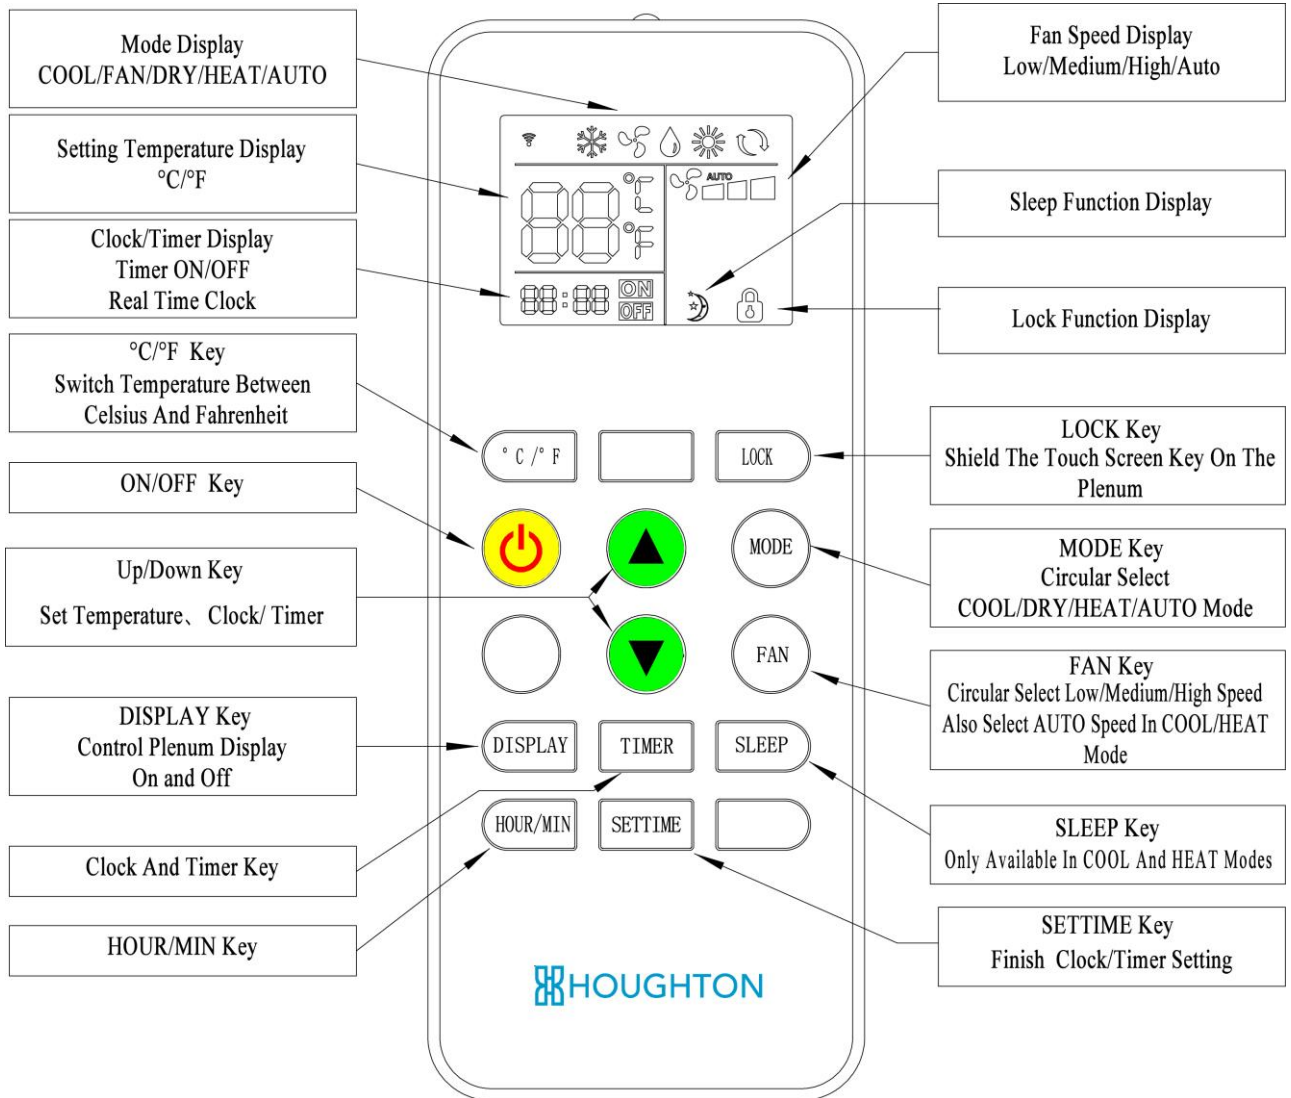 Mode Display
COOL/FAN/DRY/HEAT/AUTO
Setting Temperature Display
°C/°F
Clock/Timer Display
Timer ON/OFF
Real Time Clock
°C/°F Key
Switch Temperature Between
Celsius And Fahrenheit
ON/OFF Key
Up/Down Key
Set Temperature、Clock/ Timer
DISPLAY Key
Control Plenum Display
On and Off
Clock And Timer Key
HOUR/MIN Key
AUTO
88
°C
°F
88:88
ON
OFF
°C/°F
LOCK
MODE
FAN
DISPLAY
TIMER
SLEEP
HOUR/MIN
SETTIME
HOUGHTON
Fan Speed Display
Low/Medium/High/Auto
Sleep Function Display
Lock Function Display
LOCK Key
Shield The Touch Screen Key On The
Plenum
MODE Key
Circular Select
COOL/DRY/HEAT/AUTO Mode
FAN Key
Circular Select Low/Medium/High Speed
Also Select AUTO Speed In COOL/HEAT
Mode
SLEEP Key
Only Available In COOL And HEAT Modes
SETTIME Key
Finish Clock/Timer Setting